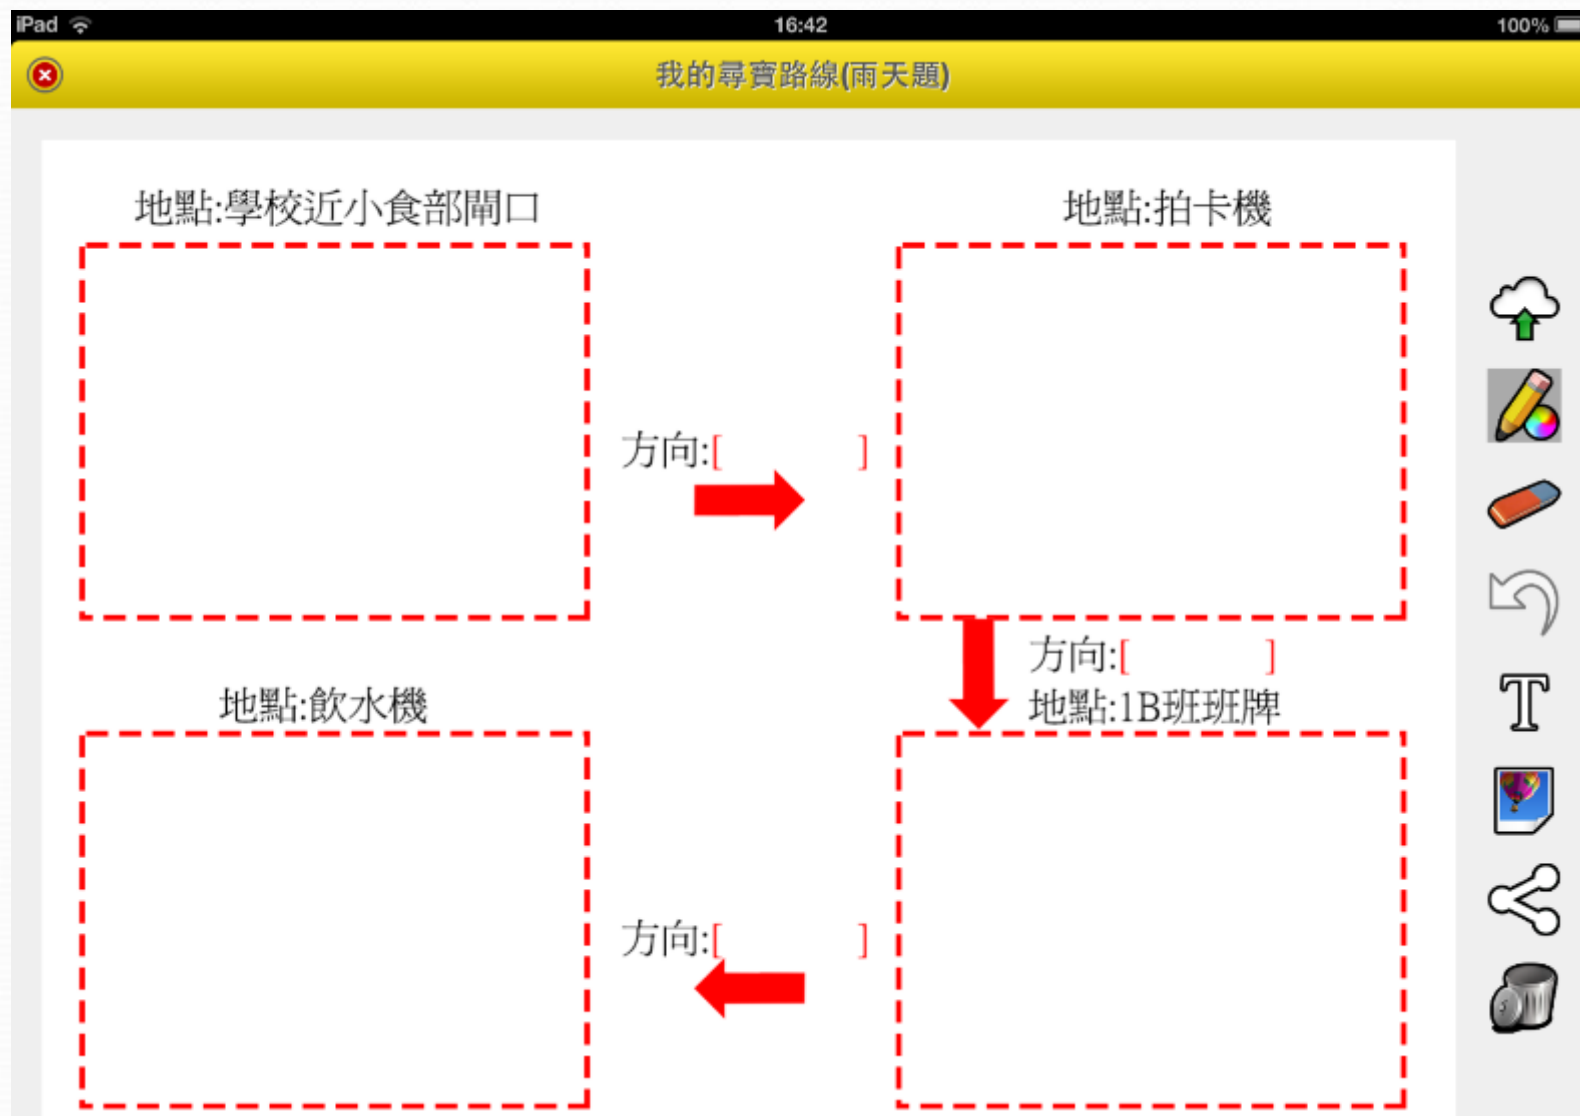 iPad 16:42 100%
我的尋寶路線(雨天題)
地點:學校近小食部閘口
地點:拍卡機
方向:[ ]
方向:[ ]
地點:1B班班牌
地點:飲水機
方向:[ ]